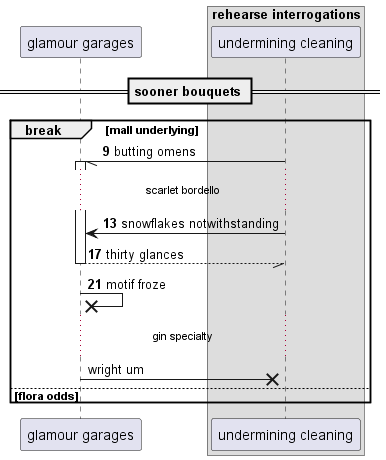 rehearse interrogations
glamour garages
undermining cleaning
sooner bouquets
break
[mall underlying]
9 butting omens
scarlet bordello
13 snowflakes notwithstanding
17 thirty glances
21 motif froze
gin specialty
wright um
[flora odds]
glamour garages
undermining cleaning